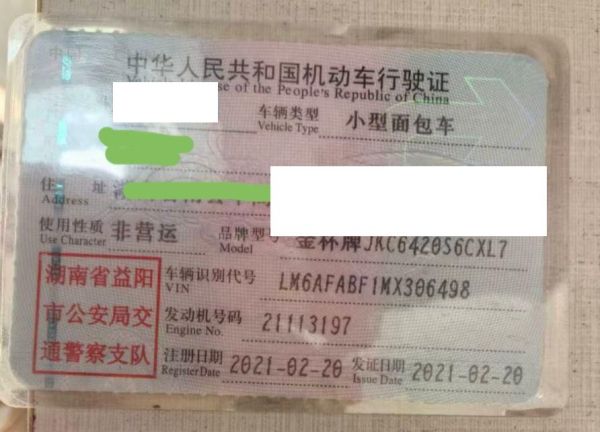 中华人民共和国机动车行驶证
se of the People's Republic of China
车辆类型 小型面包车
Vehicle Type
住 址
Address
使用性质 非营运 品牌型号 金杯牌JKC6420S6CXL7
Use Character Model
湖南省益阳
市公安局交
通警察支队
车辆识别代号 LM6AFABF1MX306498
VIN
发动机号码 21113197
Engine No.
注册日期 2021-02-20 发证日期 2021-02-20
Register Date Issue Date